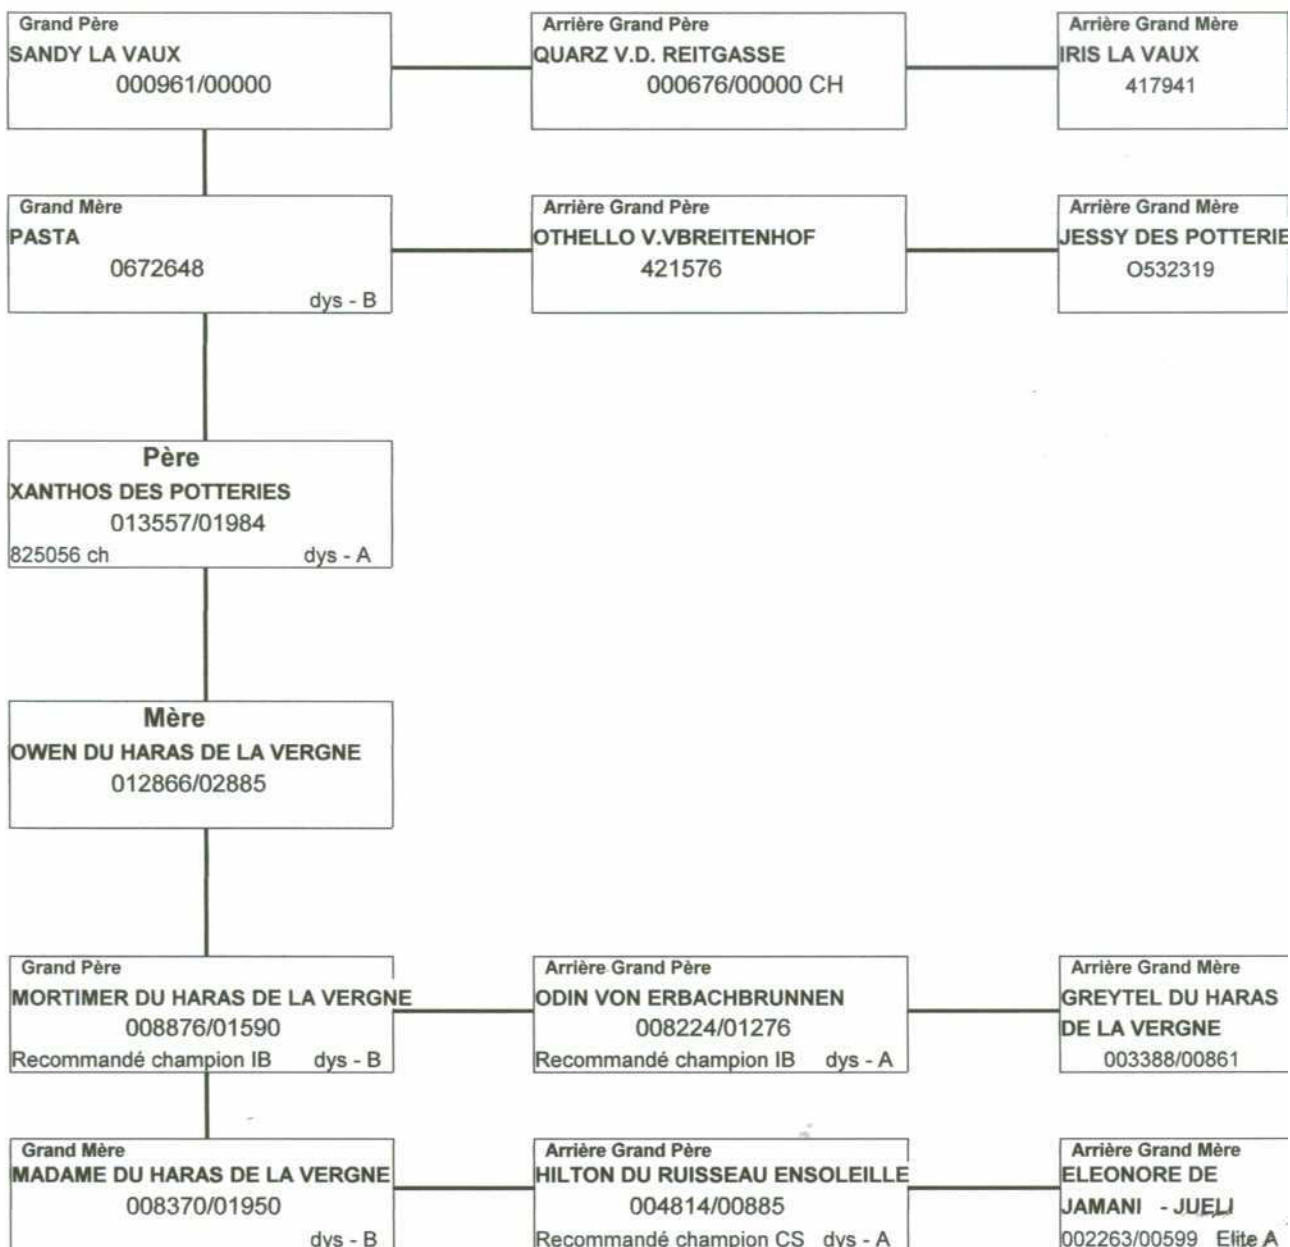 Grand Père
SANDY LA VAUX
000961/00000
Arrière Grand Père
QUARZ V.D. REITGASSE
000676/00000 CH
Arrière Grand Mère
IRIS LA VAUX
417941
Grand Mère
PASTA
0672648
dys - B
Arrière Grand Père
OTHELLO V.VBREITENHOF
421576
Arrière Grand Mère
JESSY DES POTTERIE
O532319
Père
XANTHOS DES POTTERIES
013557/01984
825056 ch dys - A
Mère
OWEN DU HARAS DE LA VERGNE
012866/02885
Grand Père
MORTIMER DU HARAS DE LA VERGNE
008876/01590
Recommandé champion IB dys - B
Arrière Grand Père
ODIN VON ERBACHBRUNNEN
008224/01276
Recommandé champion IB dys - A
Arrière Grand Mère
GREYTEL DU HARAS
DE LA VERGNE
003388/00861
Grand Mère
MADAME DU HARAS DE LA VERGNE
008370/01950
dys - B
Arrière Grand Père
HILTON DU RUISSEAU ENSOLEILLE
004814/00885
Recommandé champion CS dys - A
Arrière Grand Mère
ELEONORE DE
JAMANI - JUELI
002263/00599 Elite A